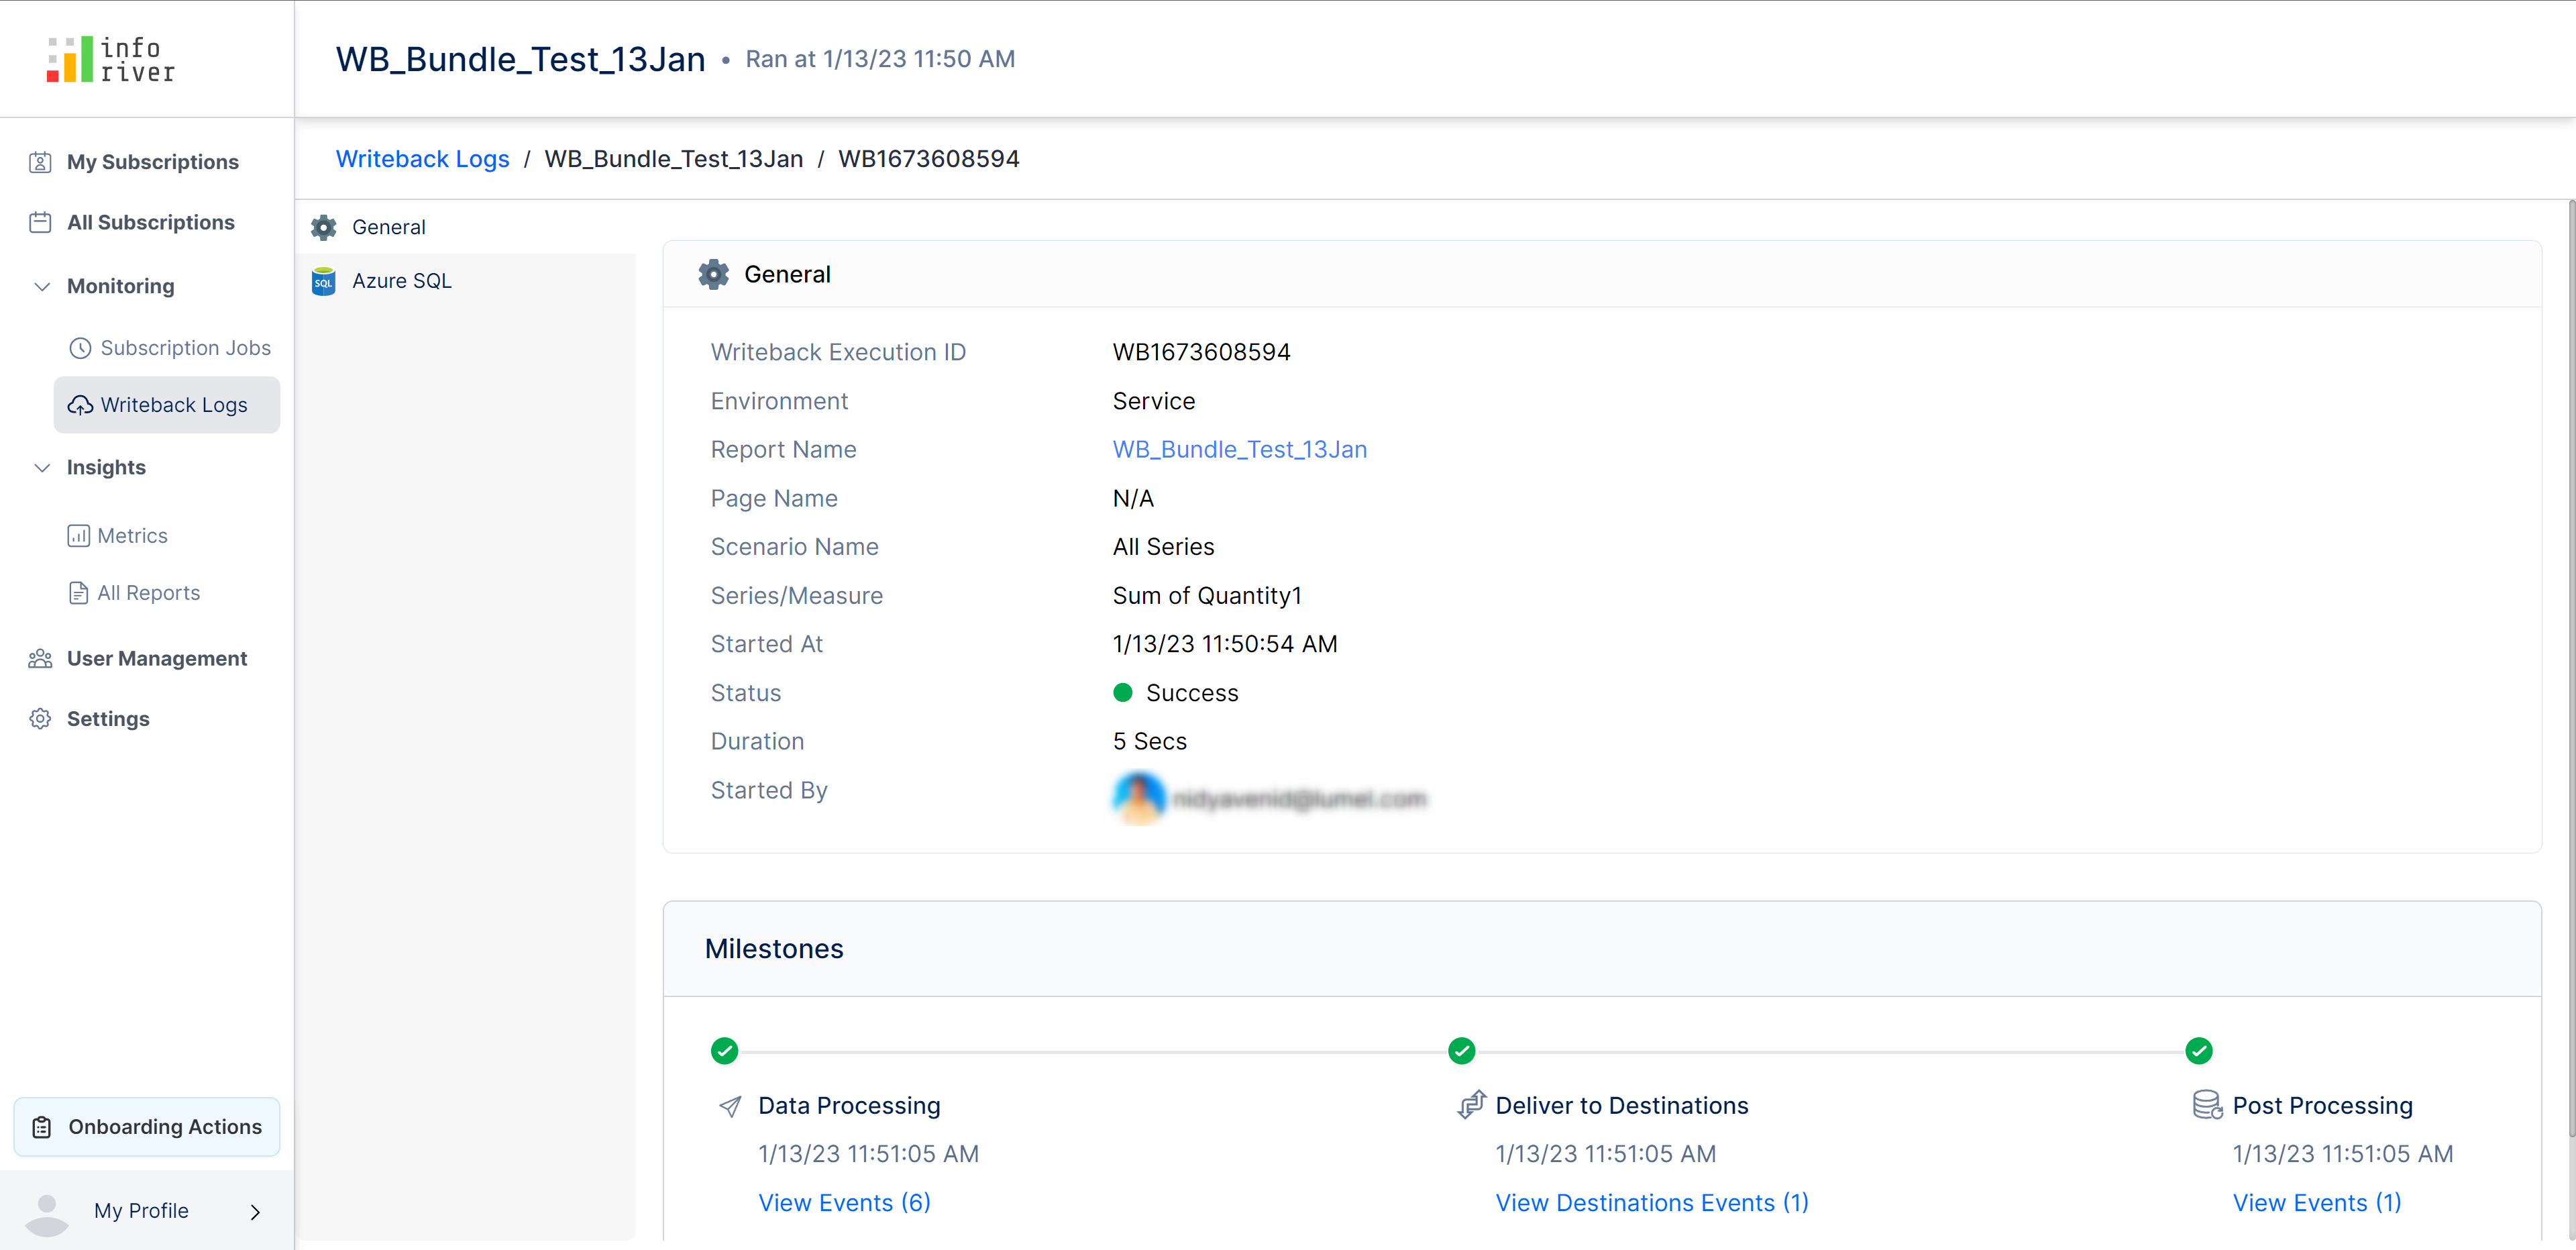 info
river
WB_Bundle_Test_13Jan • Ran at 1/13/23 11:50 AM
Writeback Logs / WB_Bundle_Test_13Jan / WB1673608594
My Subscriptions
All Subscriptions
Monitoring
Subscription Jobs
Writeback Logs
Insights
Metrics
All Reports
User Management
Settings
Onboarding Actions
My Profile
General
SQL
Azure SQL
General
Writeback Execution ID WB1673608594
Environment Service
Report Name WB_Bundle_Test_13Jan
Page Name N/A
Scenario Name All Series
Series/Measure Sum of Quantity1
Started At 1/13/23 11:50:54 AM
Status Success
Duration 5 Secs
Started By
Milestones
Data Processing
1/13/23 11:51:05 AM
View Events (6)
Deliver to Destinations
1/13/23 11:51:05 AM
View Destinations Events (1)
Post Processing
1/13/23 11:51:05 AM
View Events (1)